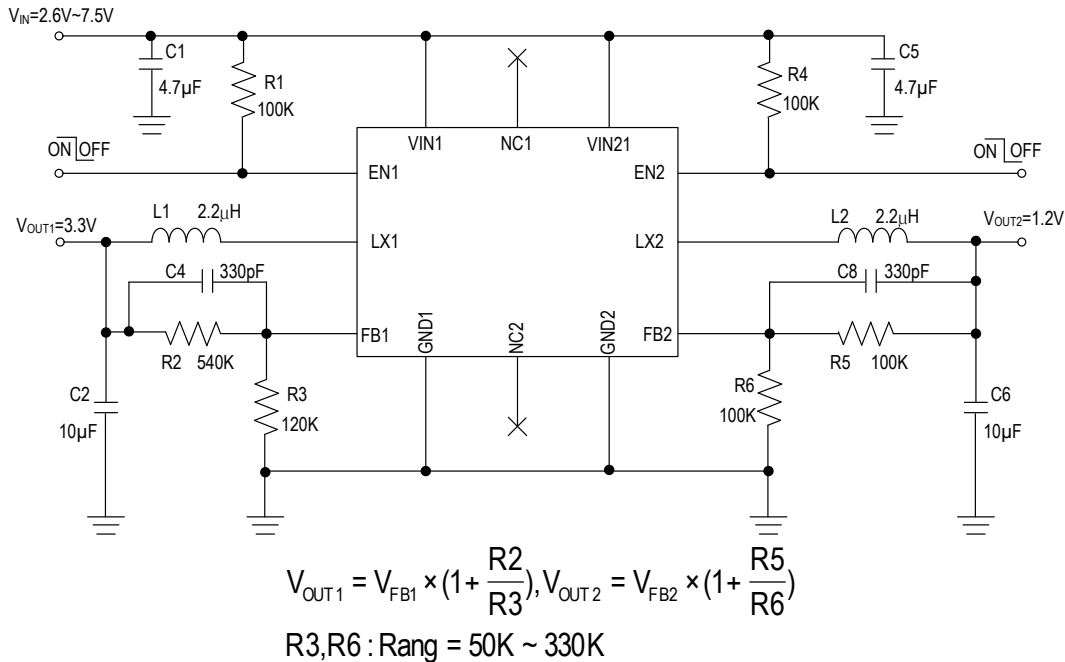 VIN=2.6V~7.5V
C1
4.7µF
R1
100K
R4
100K
C5
4.7µF
VIN1
NC1
VIN21
ON OFF
EN1
EN2
ON OFF
VOUT1=3.3V
L1
2.2µH
LX1
LX2
L2
2.2µH
VOUT2=1.2V
C4
330pF
C8
330pF
FB1
GND1
NC2
GND2
FB2
R2
540K
R5
100K
C2
10µF
R3
120K
R6
100K
C6
10µF
VOUT1 = VFB1 × (1+ R2/R3), VOUT2 = VFB2 × (1+ R5/R6)
R3,R6 : Rang = 50K ~ 330K